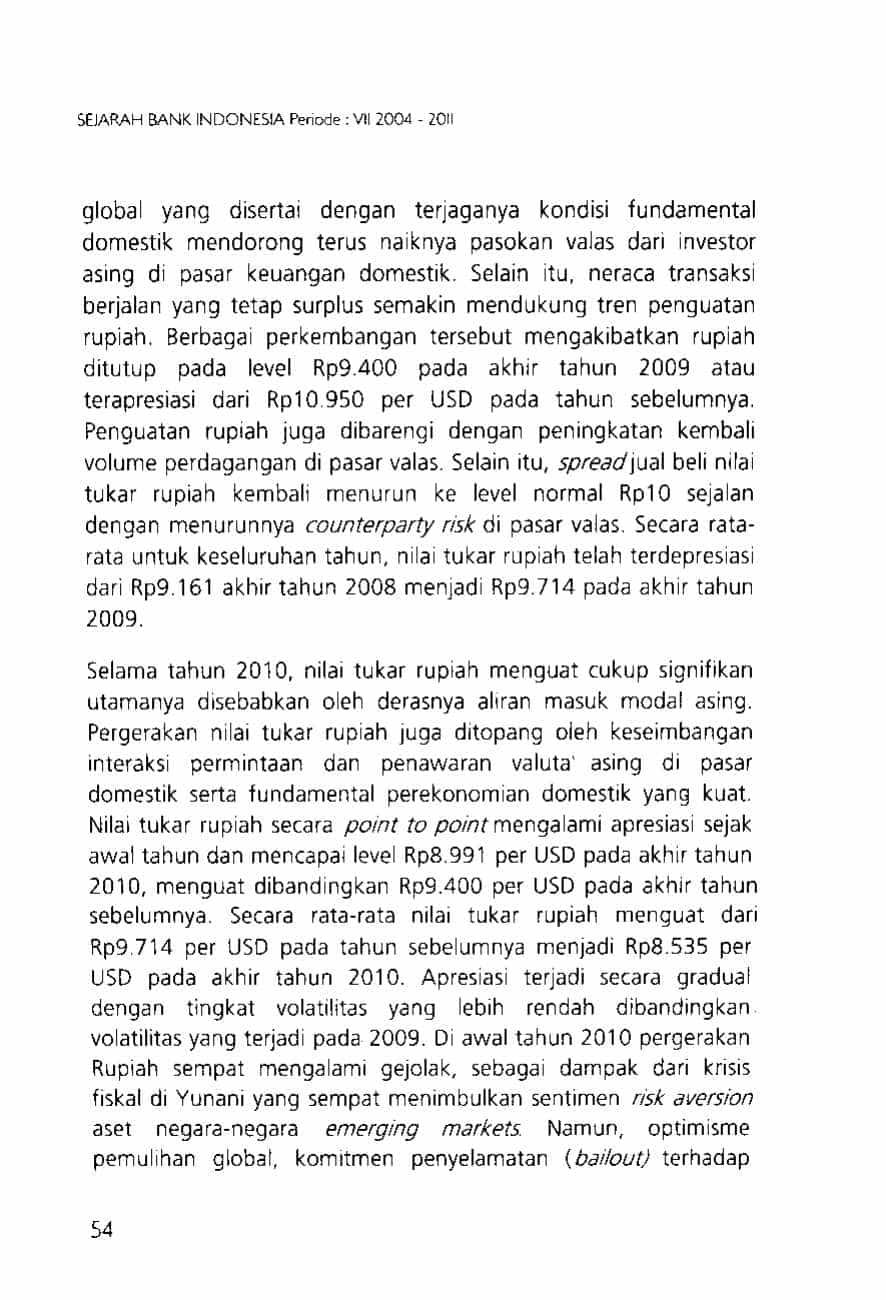 SEJARAH BANK INDONESIA Periode : VII 2004 - 2011
global yang disertai dengan terjaganya kondisi fundamental
domestik mendorong terus naiknya pasokan valas dari investor
asing di pasar keuangan domestik. Selain itu, neraca transaksi
berjalan yang tetap surplus semakin mendukung tren penguatan
rupiah. Berbagai perkembangan tersebut mengakibatkan rupiah
ditutup pada level Rp9.400 pada akhir tahun 2009 atau
terapresiasi dari Rp10.950 per USD pada tahun sebelumnya.
Penguatan rupiah juga dibarengi dengan peningkatan kembali
volume perdagangan di pasar valas. Selain itu, spread jual beli nilai
tukar rupiah kembali menurun ke level normal Rp10 sejalan
dengan menurunnya counterparty risk di pasar valas. Secara rata-
rata untuk keseluruhan tahun, nilai tukar rupiah telah terdepresiasi
dari Rp9.161 akhir tahun 2008 menjadi Rp9.714 pada akhir tahun
2009.
Selama tahun 2010, nilai tukar rupiah menguat cukup signifikan
utamanya disebabkan oleh derasnya aliran masuk modal asing.
Pergerakan nilai tukar rupiah juga ditopang oleh keseimbangan
interaksi permintaan dan penawaran valuta asing di pasar
domestik serta fundamental perekonomian domestik yang kuat.
Nilai tukar rupiah secara point to point mengalami apresiasi sejak
awal tahun dan mencapai level Rp8.991 per USD pada akhir tahun
2010, menguat dibandingkan Rp9.400 per USD pada akhir tahun
sebelumnya. Secara rata-rata nilai tukar rupiah menguat dari
Rp9.714 per USD pada tahun sebelumnya menjadi Rp8.535 per
USD pada akhir tahun 2010. Apresiasi terjadi secara gradual
dengan tingkat volatilitas yang lebih rendah dibandingkan
volatilitas yang terjadi pada 2009. Di awal tahun 2010 pergerakan
Rupiah sempat mengalami gejolak, sebagai dampak dari krisis
fiskal di Yunani yang sempat menimbulkan sentimen risk aversion
aset negara-negara emerging markets. Namun, optimisme
pemulihan global, komitmen penyelamatan (bailout) terhadap
54